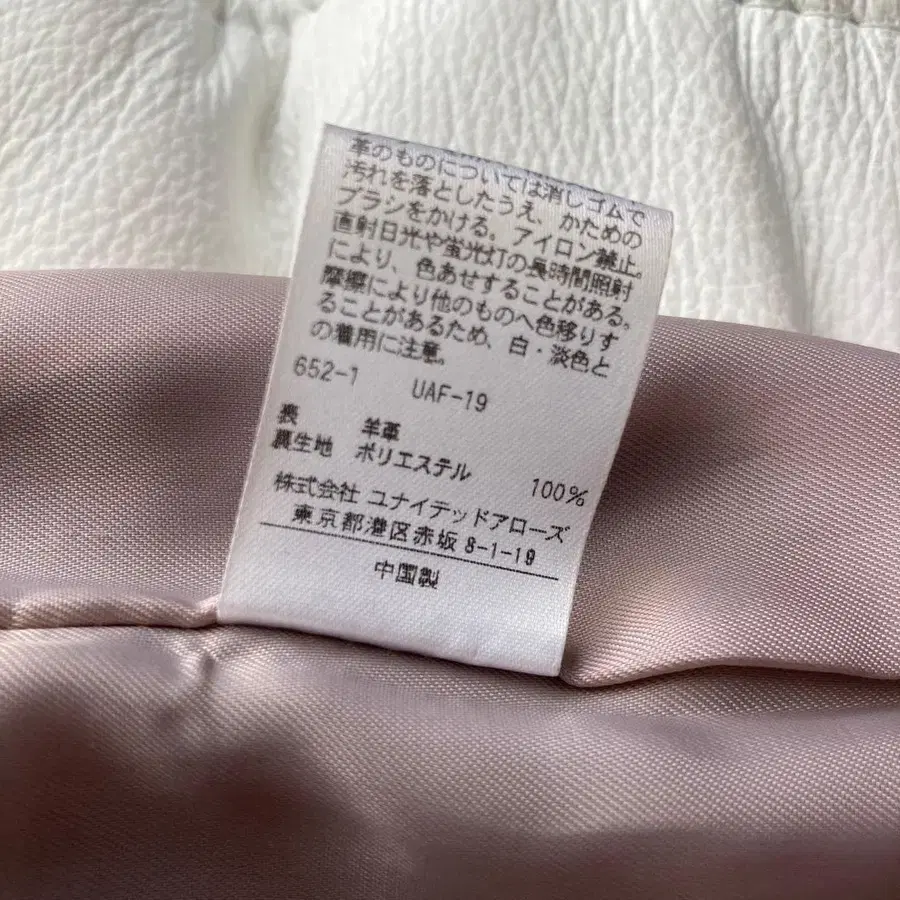 革のものについては消しゴムで
汚れを落としたうえ、かための
ブラシをかける。アイロン禁止。
直射日光や蛍光灯の長時間照射
により、色あせすることがある。
摩擦により他のものへ色移りす
ることがあるため、白・淡色と
の着用に注意。
652-1 UAF-19
表 羊革
裏生地 ポリエステル 100%
株式会社 ユナイテッドアローズ
東京都港区赤坂 8-1-19
中国製